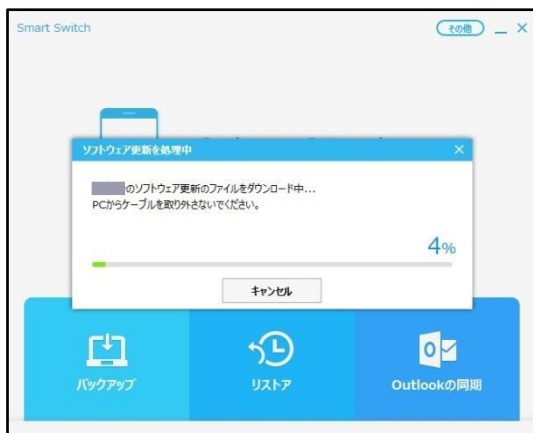 Smart Switch
その他
ソフトウェア更新を処理中
のソフトウェア更新のファイルをダウンロード中...
PCからケーブルを取り外さないでください。
4%
キャンセル
バックアップ
リストア
Outlookの同期